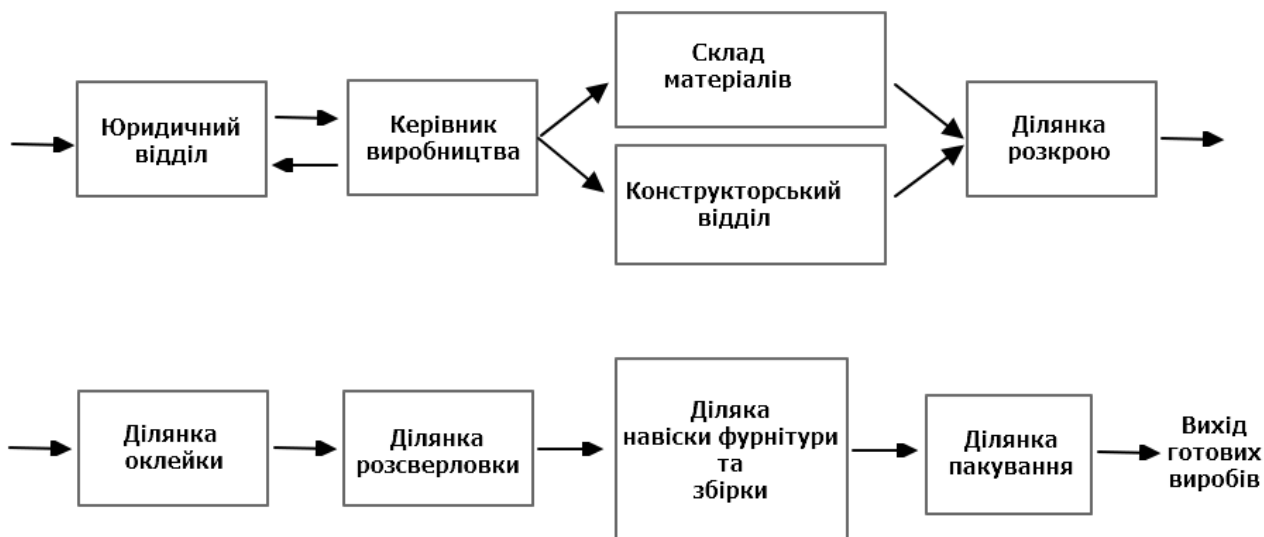 Юридичний
відділ
Керівник
виробництва
Склад
матеріалів
Конструкторський
відділ
Ділянка
розкрою
Ділянка
оклейки
Ділянка
розсверловки
Діляка
навіски фурнітури
та
збірки
Ділянка
пакування
Вихід
готових
виробів